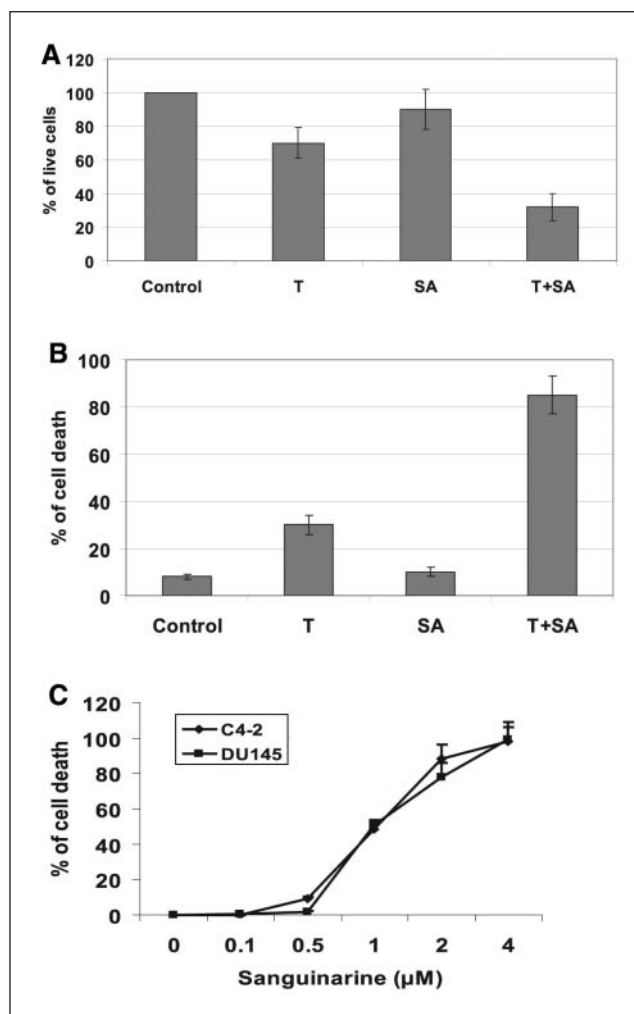 A
% of live cells
120
100
80
60
40
20
0
Control T SA T+SA
B
% of cell death
100
80
60
40
20
0
Control T SA T+SA
C
% of cell death
120
100
80
60
40
20
0
C4-2
DU145
0 0.1 0.5 1 2 4
Sanguinarine (µM)